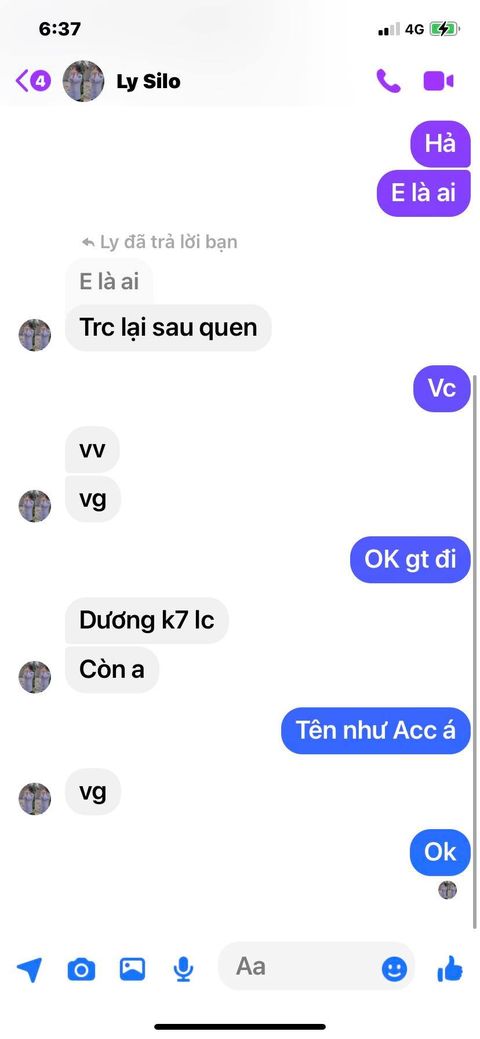 6:37
4G
4
Ly Silo
Hả
E là ai
Ly đã trả lời bạn
E là ai
Trc lại sau quen
Vc
vv
vg
OK gt đi
Dương k7 lc
Còn a
Tên như Acc á
vg
Ok
Aa